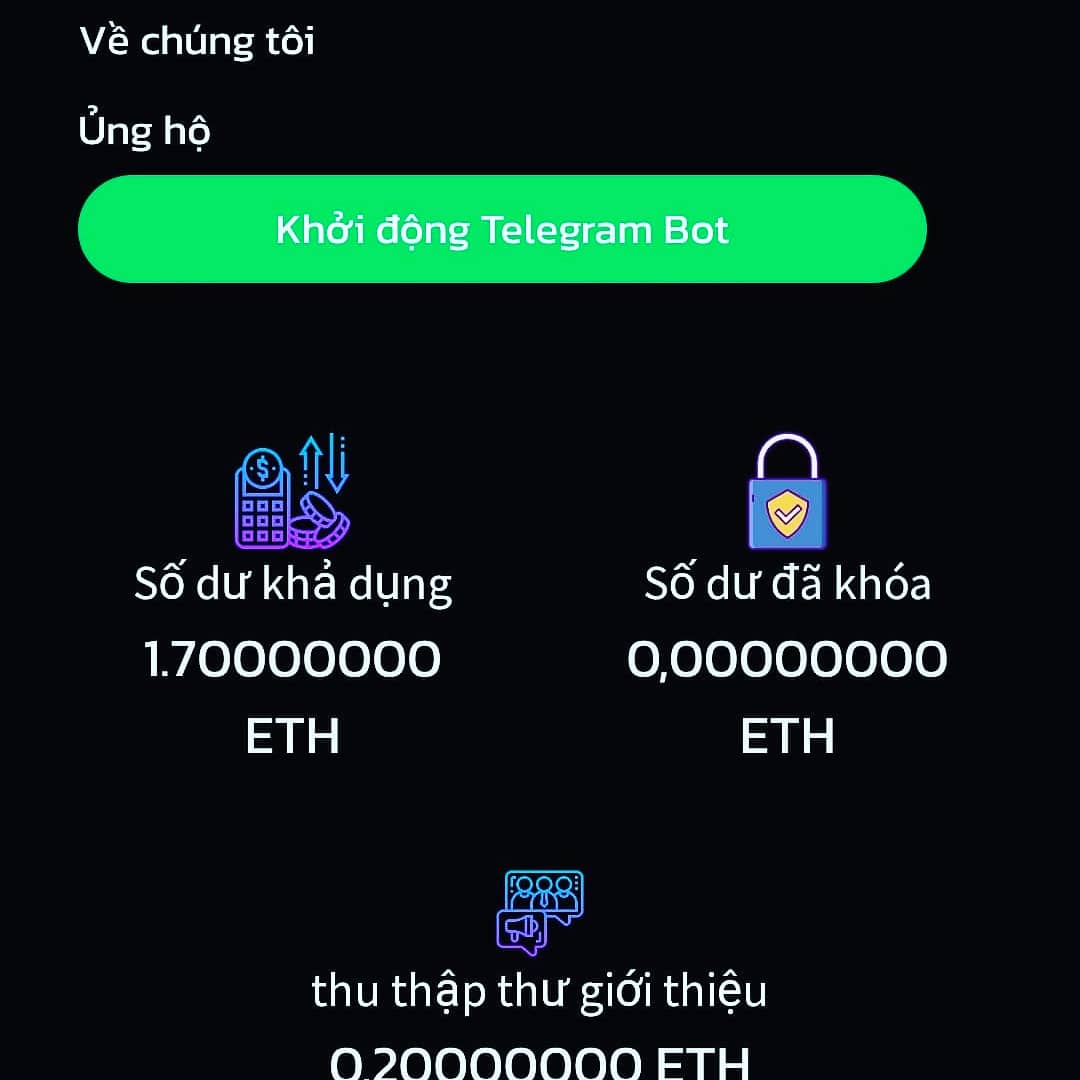 Về chúng tôi
Ủng hộ
Khởi động Telegram Bot
Số dư khả dụng
1.70000000
ETH
Số dư đã khóa
0,00000000
ETH
thu thập thư giới thiệu
0,20000000 ETH